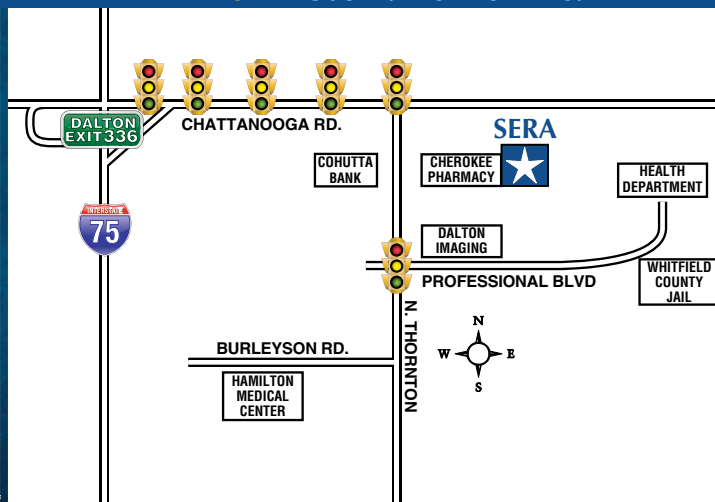 DALTON
EXIT 336
CHATTANOOGA RD.
SERA
COHUTTA
BANK
CHEROKEE
PHARMACY
HEALTH
DEPARTMENT
INTERSTATE
75
DALTON
IMAGING
PROFESSIONAL BLVD
WHITFIELD
COUNTY
JAIL
N. THORNTON
N
W
E
S
BURLEYSON RD.
HAMILTON
MEDICAL
CENTER